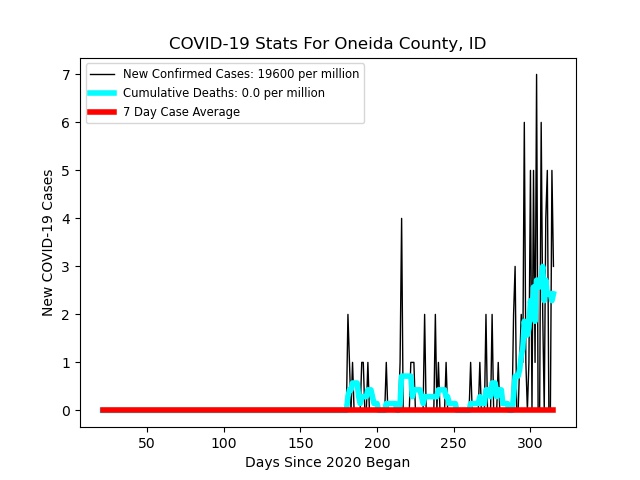 COVID-19 Stats For Oneida County, ID
New Confirmed Cases: 19600 per million
Cumulative Deaths: 0.0 per million
7 Day Case Average
New COVID-19 Cases
7
6
5
4
3
2
1
0
50 100 150 200 250 300
Days Since 2020 Began